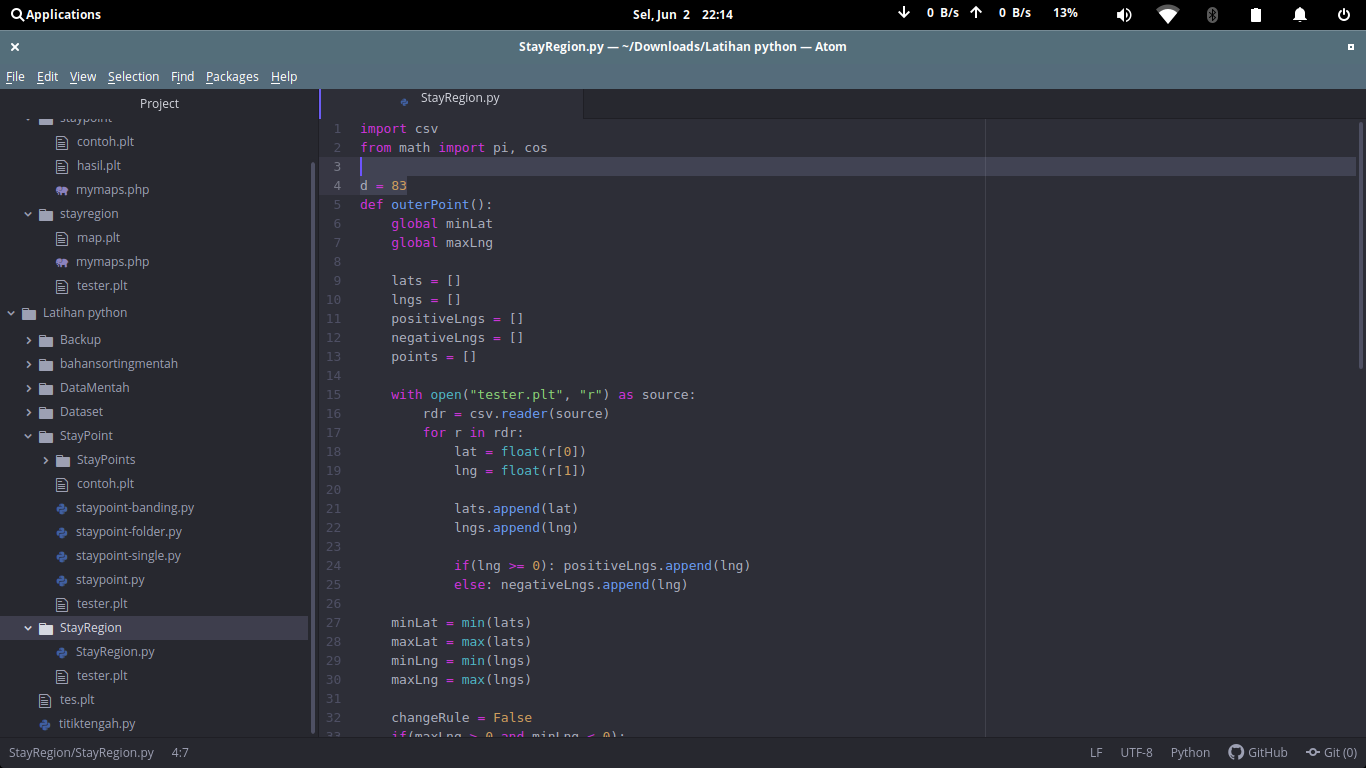 Applications
Sel, Jun 2 22:14
0 B/s 0 B/s 13%
StayRegion.py — ~/Downloads/Latihan python — Atom
File Edit View Selection Find Packages Help
Project
staypoint
contoh.plt
hasil.plt
mymaps.php
stayregion
map.plt
mymaps.php
tester.plt
Latihan python
Backup
bahansortingmentah
DataMentah
Dataset
StayPoint
StayPoints
contoh.plt
staypoint-banding.py
staypoint-folder.py
staypoint-single.py
staypoint.py
tester.plt
StayRegion
StayRegion.py
tester.plt
tes.plt
titiktengah.py
StayRegion.py
1 import csv
2 from math import pi, cos
3
4 d = 83
5 def outerPoint():
6 global minLat
7 global maxLng
8
9 lats = []
10 lngs = []
11 positiveLngs = []
12 negativeLngs = []
13 points = []
14
15 with open("tester.plt", "r") as source:
16 rdr = csv.reader(source)
17 for r in rdr:
18 lat = float(r[0])
19 lng = float(r[1])
20
21 lats.append(lat)
22 lngs.append(lng)
23
24 if(lng >= 0): positiveLngs.append(lng)
25 else: negativeLngs.append(lng)
26
27 minLat = min(lats)
28 maxLat = max(lats)
29 minLng = min(lngs)
30 maxLng = max(lngs)
31
32 changeRule = False
33 if(maxLng > 0 and minLng < 0):
StayRegion/StayRegion.py 4:7
LF UTF-8 Python GitHub Git (0)